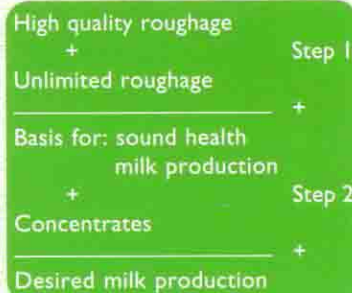 High quality roughage
+ Step 1
Unlimited roughage
+
Basis for: sound health
milk production
+ Step 2
Concentrates
+
Desired milk production